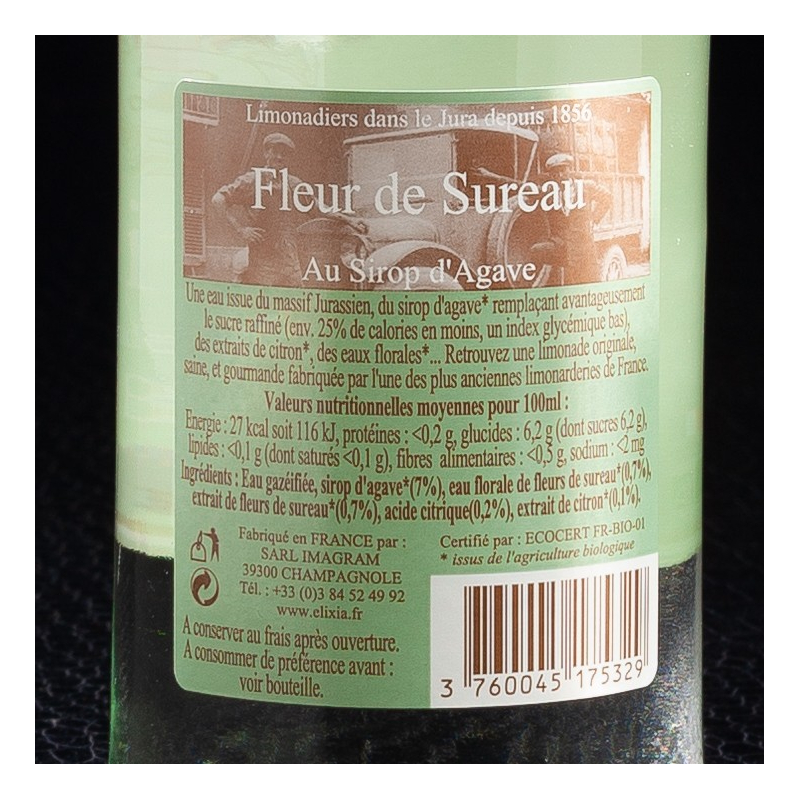 Limonadiers dans le Jura depuis 1856
Fleur de Sureau
Au Sirop d'Agave
Une eau issue du massif Jurassien, du sirop d'agave* remplaçant avantageusement
le sucre raffiné (env. 25% de calories en moins, un index glycémique bas),
des extraits de citron*, des eaux florales*... Retrouvez une limonade originale,
saine, et gourmande fabriquée par l'une des plus anciennes limonarderies de France.
Valeurs nutritionnelles moyennes pour 100ml :
Energie : 27 kcal soit 116 kJ, protéines : <0,2 g, glucides : 6,2 g (dont sucres 6,2 g),
lipides : <0,1 g (dont saturés <0,1 g), fibres alimentaires : <0,5 g, sodium : <2 mg
Ingrédients : Eau gazéifiée, sirop d'agave*(7%), eau florale de fleurs de sureau*(0,7%),
extrait de fleurs de sureau*(0,7%), acide citrique(0,2%), extrait de citron*(0,1%).
Fabriqué en FRANCE par :
SARL IMAGRAM
39300 CHAMPAGNOLE
Tél. : +33 (0)3 84 52 49 92
www.elixia.fr
Certifié par : ECOCERT FR-BIO-01
* issus de l'agriculture biologique
A conserver au frais après ouverture.
A consommer de préférence avant :
voir bouteille.
3 760045 175329